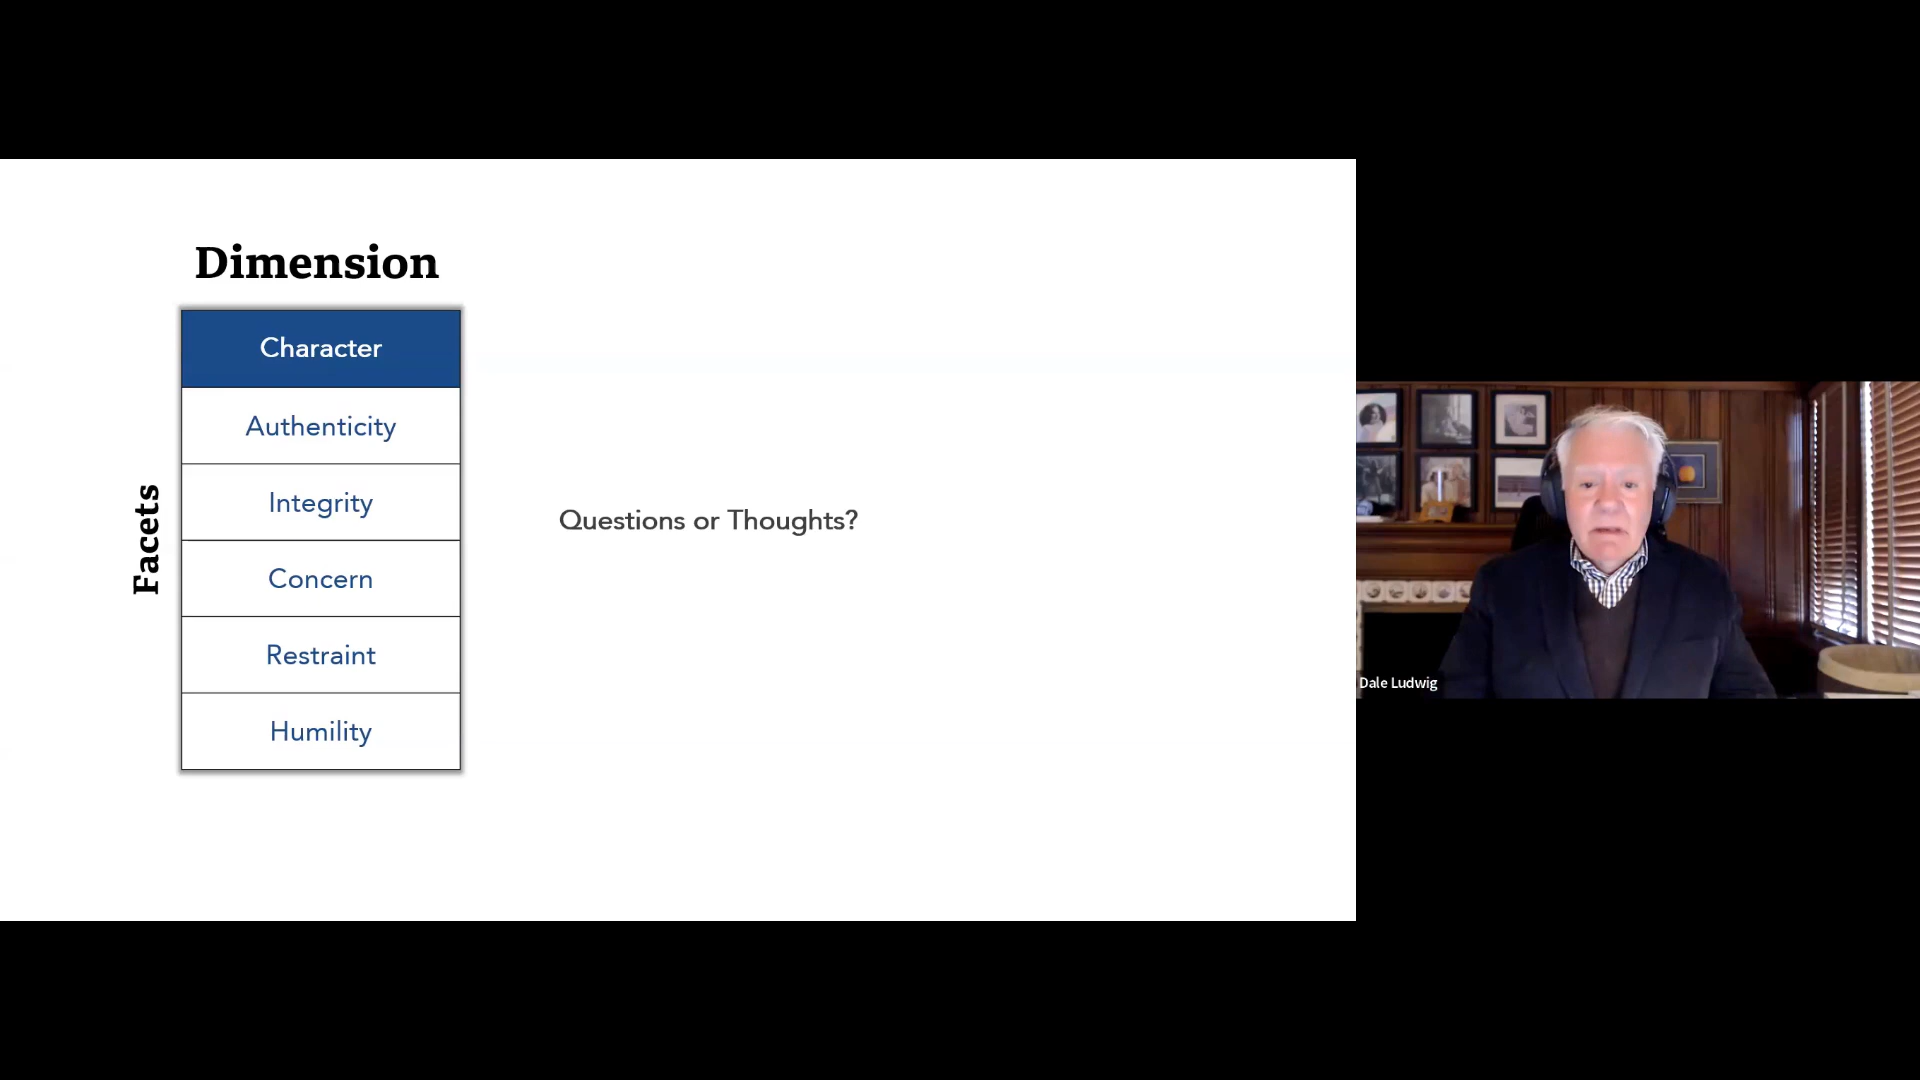 Dimension
Character
Authenticity
Integrity
Concern
Restraint
Humility
Facets
Questions or Thoughts?
Dale Ludwig